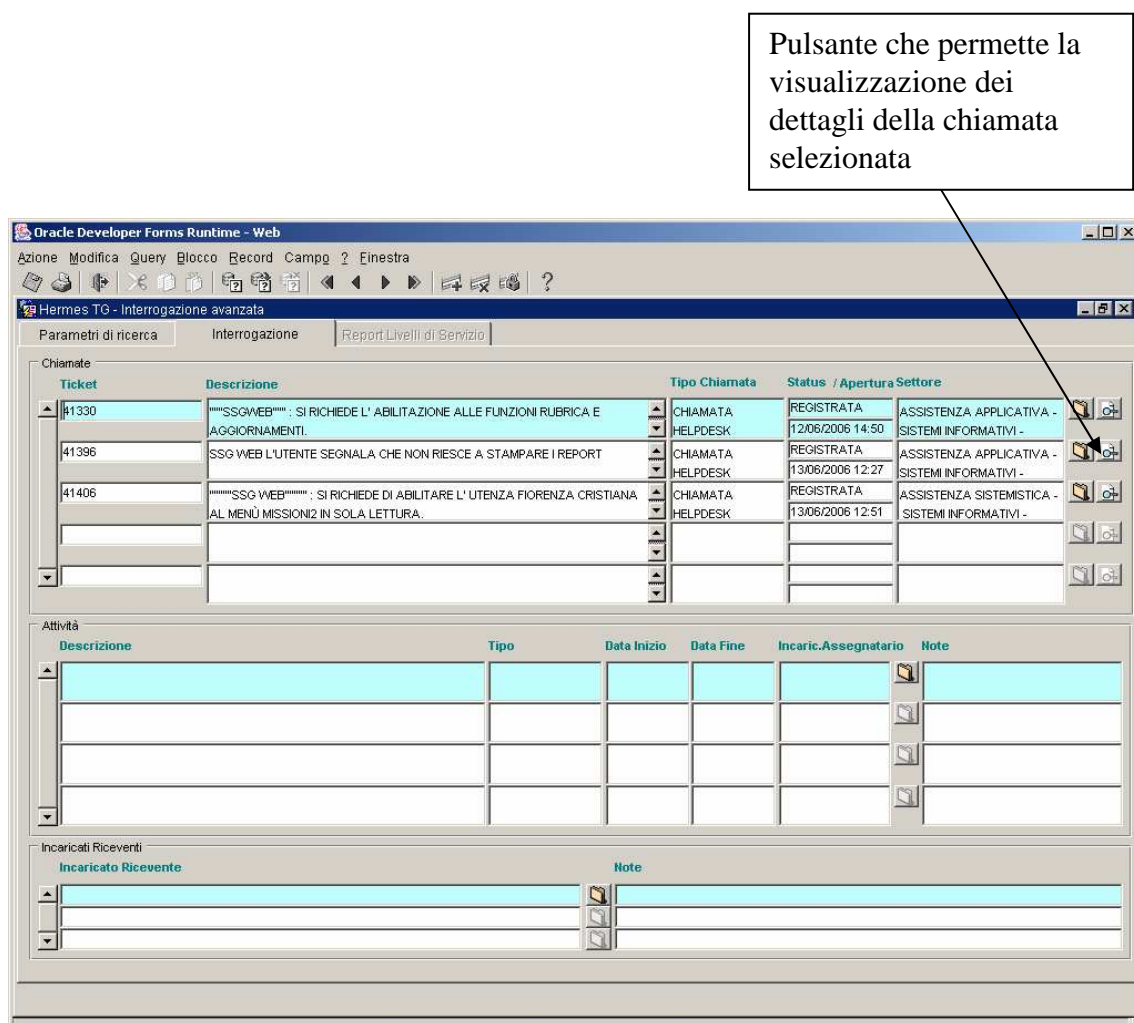 Pulsante che permette la
visualizzazione dei
dettagli della chiamata
selezionata
Oracle Developer Forms Runtime - Web
Azione Modifica Query Blocco Record Campo ? Finestra
Hermes TG - Interrogazione avanzata
Parametri di ricerca Interrogazione Report Livelli di Servizio
Chiamate
Ticket Descrizione Tipo Chiamata Status / Apertura Settore
41330 """"SSGWEB"""" : SI RICHIEDE L' ABILITAZIONE ALLE FUNZIONI RUBRICA E CHIAMATA REGISTRATA ASSISTENZA APPLICATIVA -
AGGIORNAMENTI. HELPDESK 12/06/2006 14:50 SISTEMI INFORMATIVI -
41396 SSG WEB L'UTENTE SEGNALA CHE NON RIESCE A STAMPARE I REPORT CHIAMATA REGISTRATA ASSISTENZA APPLICATIVA -
HELPDESK 13/06/2006 12:27 SISTEMI INFORMATIVI -
41406 """"""SSG WEB"""""" : SI RICHIEDE DI ABILITARE L' UTENZA FIORENZA CRISTIANA CHIAMATA REGISTRATA ASSISTENZA SISTEMISTICA -
AL MENÙ MISSIONI2 IN SOLA LETTURA. HELPDESK 13/06/2006 12:51 SISTEMI INFORMATIVI -
Attività
Descrizione Tipo Data Inizio Data Fine Incaric.Assegnatario Note
Incaricati Riceventi
Incaricato Ricevente Note